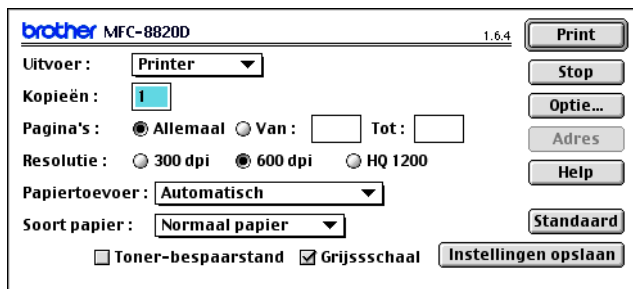 brother MFC-8820D 1.6.4 Print
Uitvoer : Printer
Stop
Kopieën : 1
Optie...
Pagina's : Allemaal Van : Tot :
Adres
Resolutie : 300 dpi 600 dpi HQ 1200
Help
Papiertoevoer : Automatisch
Soort papier : Normaal papier
Standaard
Toner-bespaarstand Grijssschaal Instellingen opslaan